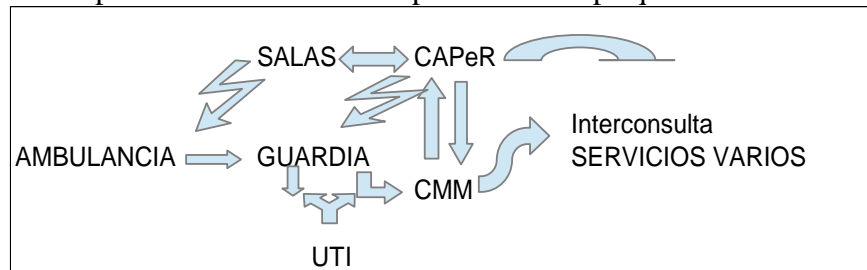 SALAS CAPeR
Interconsulta
AMBULANCIA GUARDIA SERVICIOS VARIOS
CMM
UTI